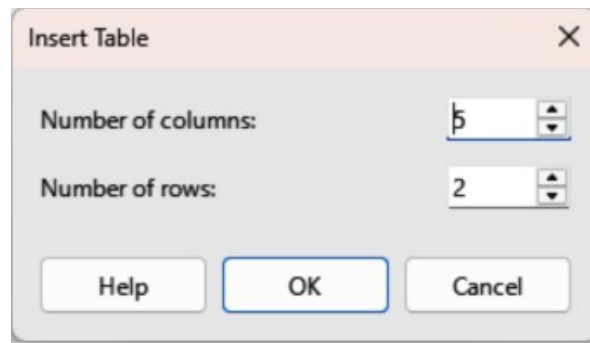 Insert Table
Number of columns: 5
Number of rows: 2
Help OK Cancel